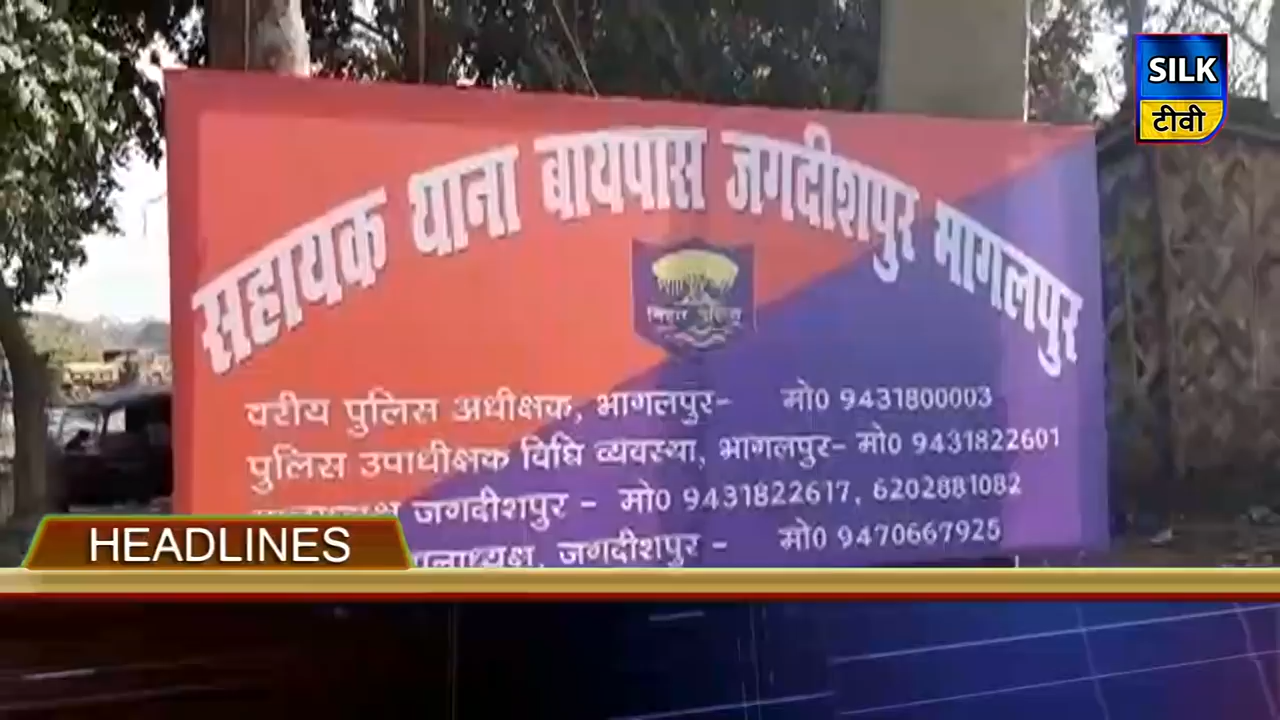 SILK
टीवी
सहायक थाना बायपास जगदीशपुर भागलपुर
बिहार पुलिस
वरीय पुलिस अधीक्षक, भागलपुर- मो0 9431800003
पुलिस उपाधीक्षक विधि व्यवस्था, भागलपुर- मो0 9431822601
जगदीशपुर - मो0 9431822617, 6202881082
जगदीशपुर - मो0 9470667925
HEADLINES